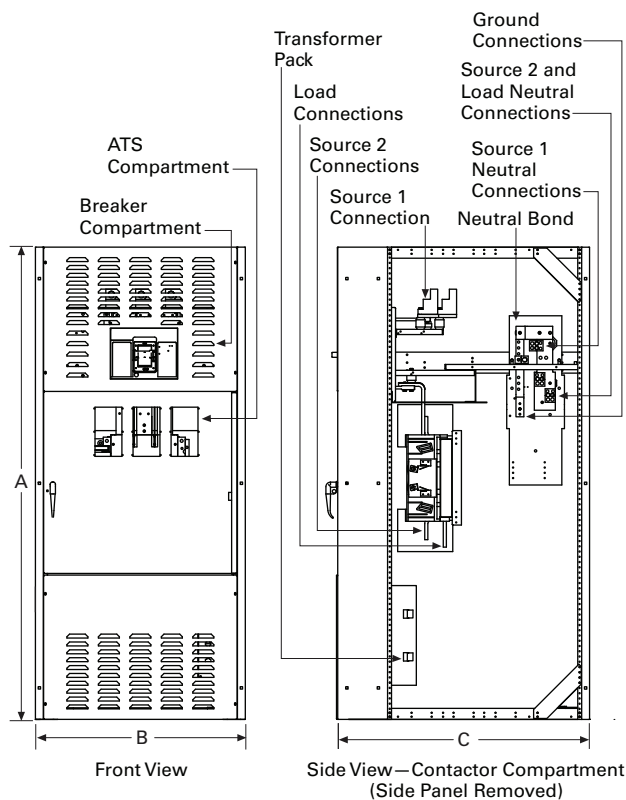 Ground
Connections
Transformer
Pack
Source 2 and
Load Neutral
Connections
Load
Connections
ATS
Compartment
Source 2
Connections
Source 1
Neutral
Connections
Breaker
Compartment
Source 1
Connection
Neutral Bond
A
B
C
Front View
Side View—Contactor Compartment
(Side Panel Removed)